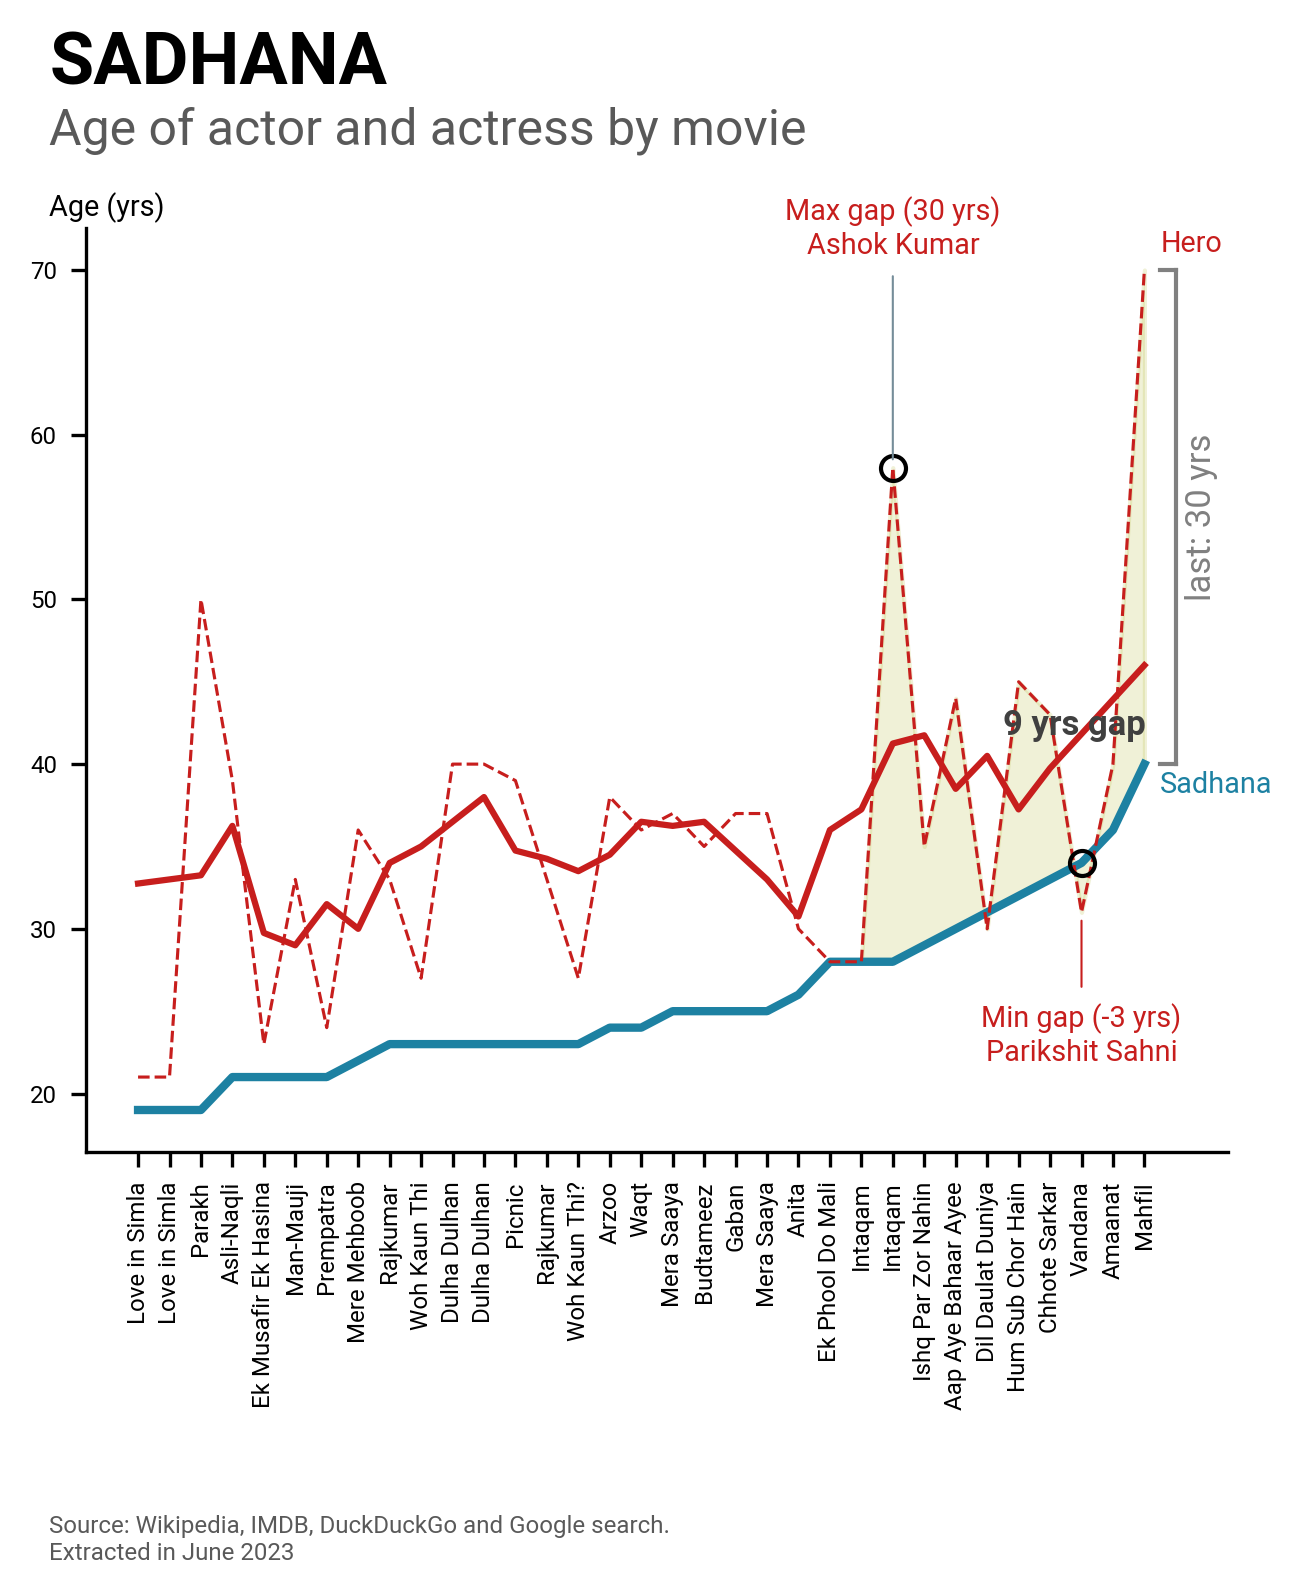 SADHANA
Age of actor and actress by movie
Age (yrs)
Max gap (30 yrs)
Ashok Kumar
Hero
70
60
50
40
30
20
last: 30 yrs
9 yrs gap
Sadhana
Min gap (-3 yrs)
Parikshit Sahni
Love in Simla
Love in Simla
Parakh
Asli-Naqli
Ek Musafir Ek Hasina
Man-Mauji
Prempatra
Mere Mehboob
Rajkumar
Woh Kaun Thi
Dulha Dulhan
Dulha Dulhan
Picnic
Rajkumar
Woh Kaun Thi?
Arzoo
Waqt
Mera Saaya
Budtameez
Gaban
Mera Saaya
Anita
Ek Phool Do Mali
Intaqam
Intaqam
Ishq Par Zor Nahin
Aap Aye Bahaar Ayee
Dil Daulat Duniya
Hum Sub Chor Hain
Chhote Sarkar
Vandana
Amaanat
Mahfil
Source: Wikipedia, IMDB, DuckDuckGo and Google search.
Extracted in June 2023